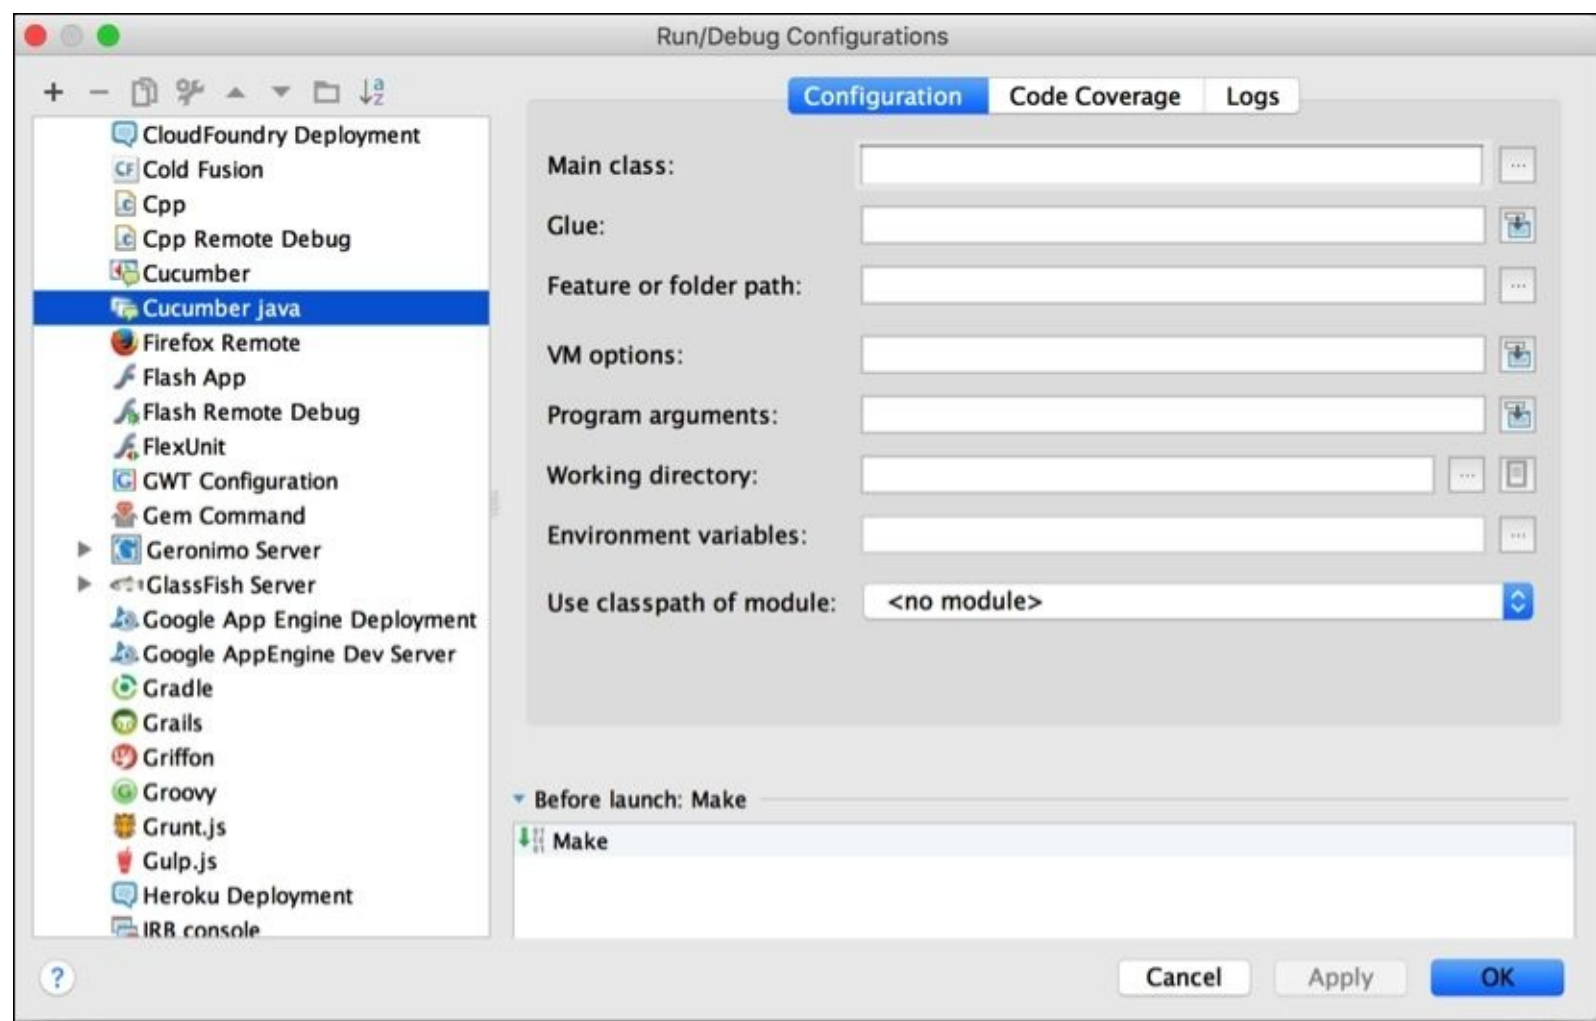 Run/Debug Configurations
CloudFoundry Deployment
CF Cold Fusion
Cpp
Cpp Remote Debug
Cucumber
Cucumber java
Firefox Remote
Flash App
Flash Remote Debug
FlexUnit
GWT Configuration
Gem Command
Geronimo Server
GlassFish Server
Google App Engine Deployment
Google AppEngine Dev Server
Gradle
Grails
Griffon
Groovy
Grunt.js
Gulp.js
Heroku Deployment
IRB console
Configuration Code Coverage Logs
Main class:
Glue:
Feature or folder path:
VM options:
Program arguments:
Working directory:
Environment variables:
Use classpath of module: <no module>
Before launch: Make
Make
? Cancel Apply OK